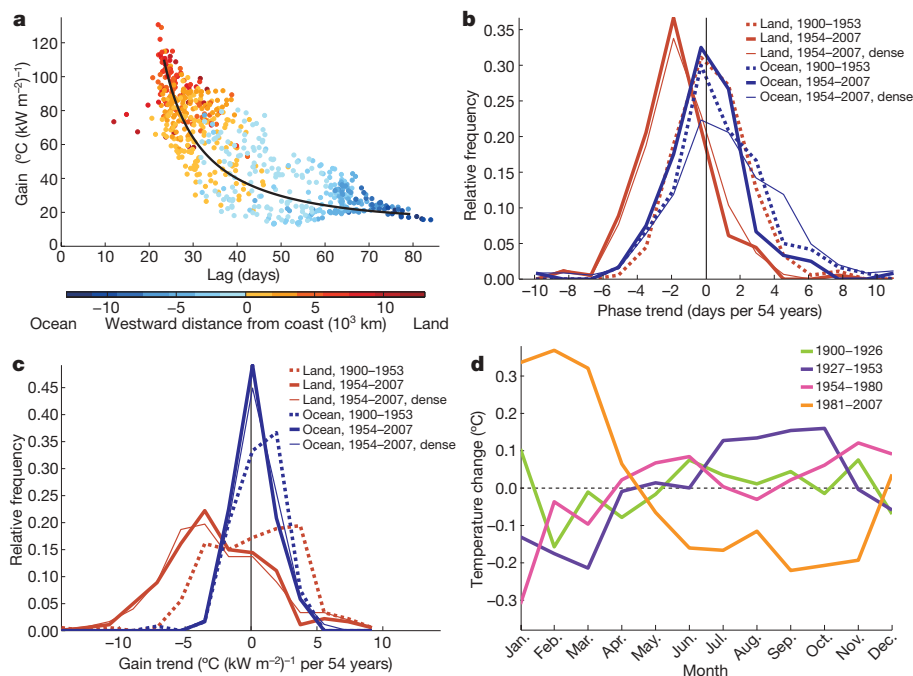 a
120
100
80
60
40
20
0
Gain (ºC (kW m⁻²)⁻¹)
0 10 20 30 40 50 60 70 80
Lag (days)
−10 −5 0 5 10
Ocean Westward distance from coast (10³ km) Land
b
0.35
0.30
0.25
0.20
0.15
0.10
0.05
0.00
Relative frequency
Land, 1900–1953
Land, 1954–2007
Land, 1954–2007, dense
Ocean, 1900–1953
Ocean, 1954–2007
Ocean, 1954–2007, dense
−10 −8 −6 −4 −2 0 2 4 6 8 10
Phase trend (days per 54 years)
c
0.45
0.40
0.35
0.30
0.25
0.20
0.15
0.10
0.05
0.00
Relative frequency
Land, 1900–1953
Land, 1954–2007
Land, 1954–2007, dense
Ocean, 1900–1953
Ocean, 1954–2007
Ocean, 1954–2007, dense
−10 −5 0 5 10
Gain trend (ºC (kW m⁻²)⁻¹ per 54 years)
d
0.3
0.2
0.1
0.0
−0.1
−0.2
−0.3
Temperature change (ºC)
1900–1926
1927–1953
1954–1980
1981–2007
Jan. Feb. Mar. Apr. May. Jun. Jul. Aug. Sep. Oct. Nov. Dec.
Month